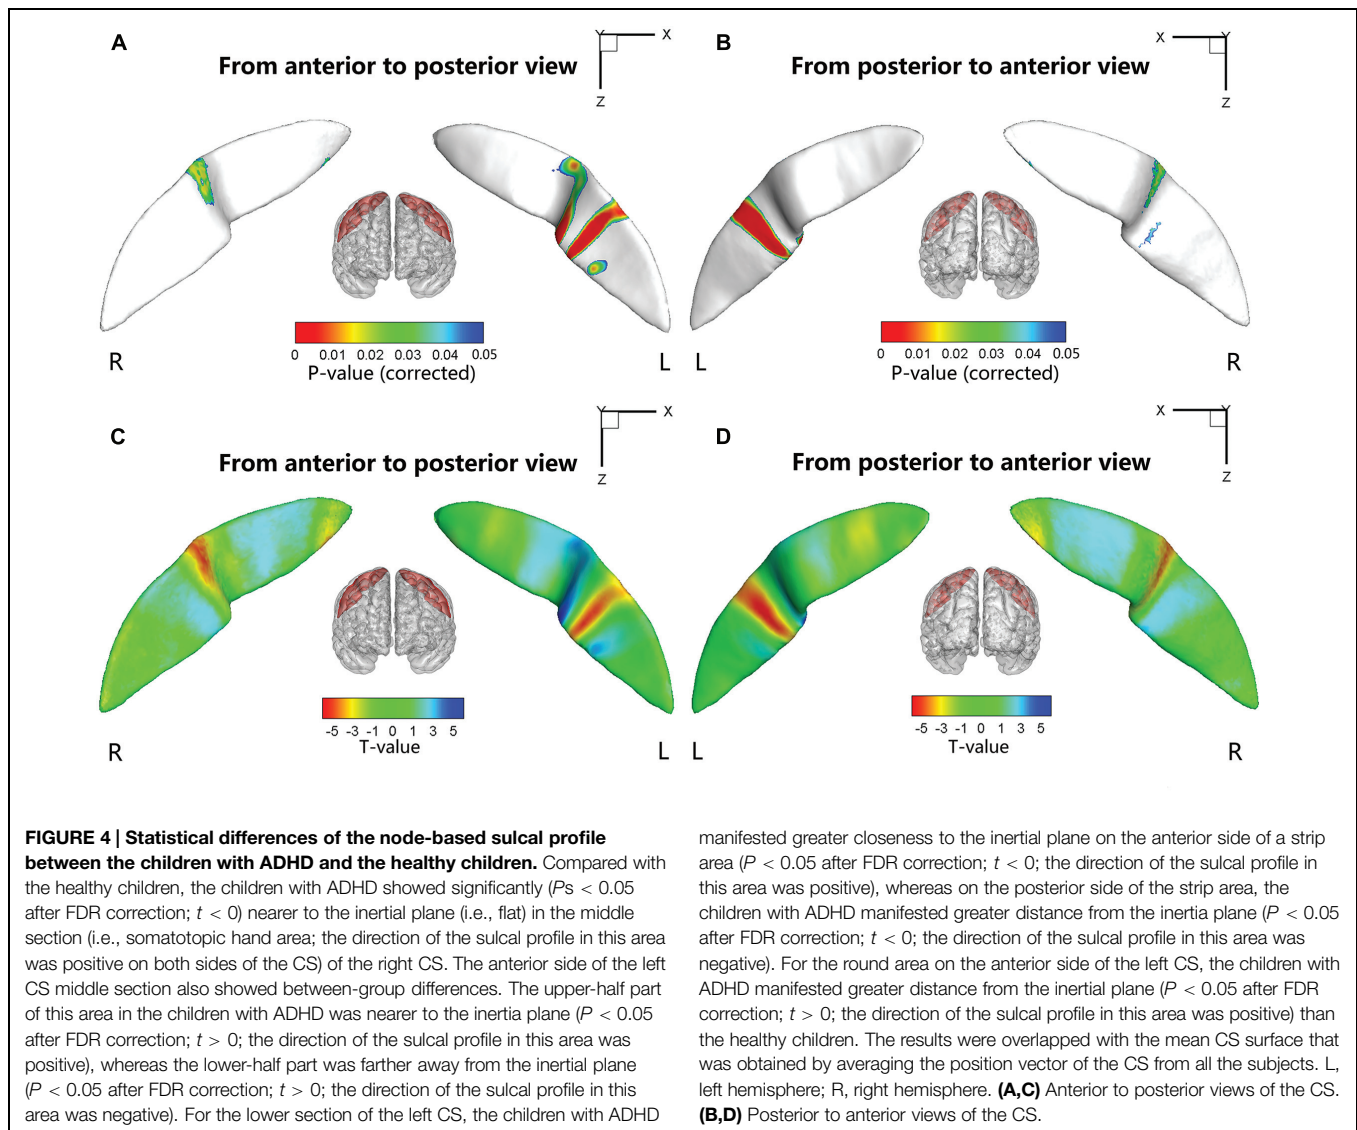 A
Y X
From anterior to posterior view
Z
B
X Y
From posterior to anterior view
Z
0 0.01 0.02 0.03 0.04 0.05
R
P-value (corrected)
L
0 0.01 0.02 0.03 0.04 0.05
L
P-value (corrected)
R
C
Y X
From anterior to posterior view
Z
D
X Y
From posterior to anterior view
Z
-5 -3 -1 0 1 3 5
T-value
R
L
-5 -3 -1 0 1 3 5
T-value
L
R
FIGURE 4 | Statistical differences of the node-based sulcal profile
between the children with ADHD and the healthy children. Compared with
the healthy children, the children with ADHD showed significantly (Ps < 0.05
after FDR correction; t < 0) nearer to the inertial plane (i.e., flat) in the middle
section (i.e., somatotopic hand area; the direction of the sulcal profile in this area
was positive on both sides of the CS) of the right CS. The anterior side of the left
CS middle section also showed between-group differences. The upper-half part
of this area in the children with ADHD was nearer to the inertia plane (P < 0.05
after FDR correction; t > 0; the direction of the sulcal profile in this area was
positive), whereas the lower-half part was farther away from the inertial plane
(P < 0.05 after FDR correction; t > 0; the direction of the sulcal profile in this
area was negative). For the lower section of the left CS, the children with ADHD
manifested greater closeness to the inertial plane on the anterior side of a strip
area (P < 0.05 after FDR correction; t < 0; the direction of the sulcal profile in
this area was positive), whereas on the posterior side of the strip area, the
children with ADHD manifested greater distance from the inertia plane (P < 0.05
after FDR correction; t < 0; the direction of the sulcal profile in this area was
negative). For the round area on the anterior side of the left CS, the children with
ADHD manifested greater distance from the inertial plane (P < 0.05 after FDR
correction; t > 0; the direction of the sulcal profile in this area was positive) than
the healthy children. The results were overlapped with the mean CS surface that
was obtained by averaging the position vector of the CS from all the subjects. L,
left hemisphere; R, right hemisphere. (A,C) Anterior to posterior views of the CS.
(B,D) Posterior to anterior views of the CS.